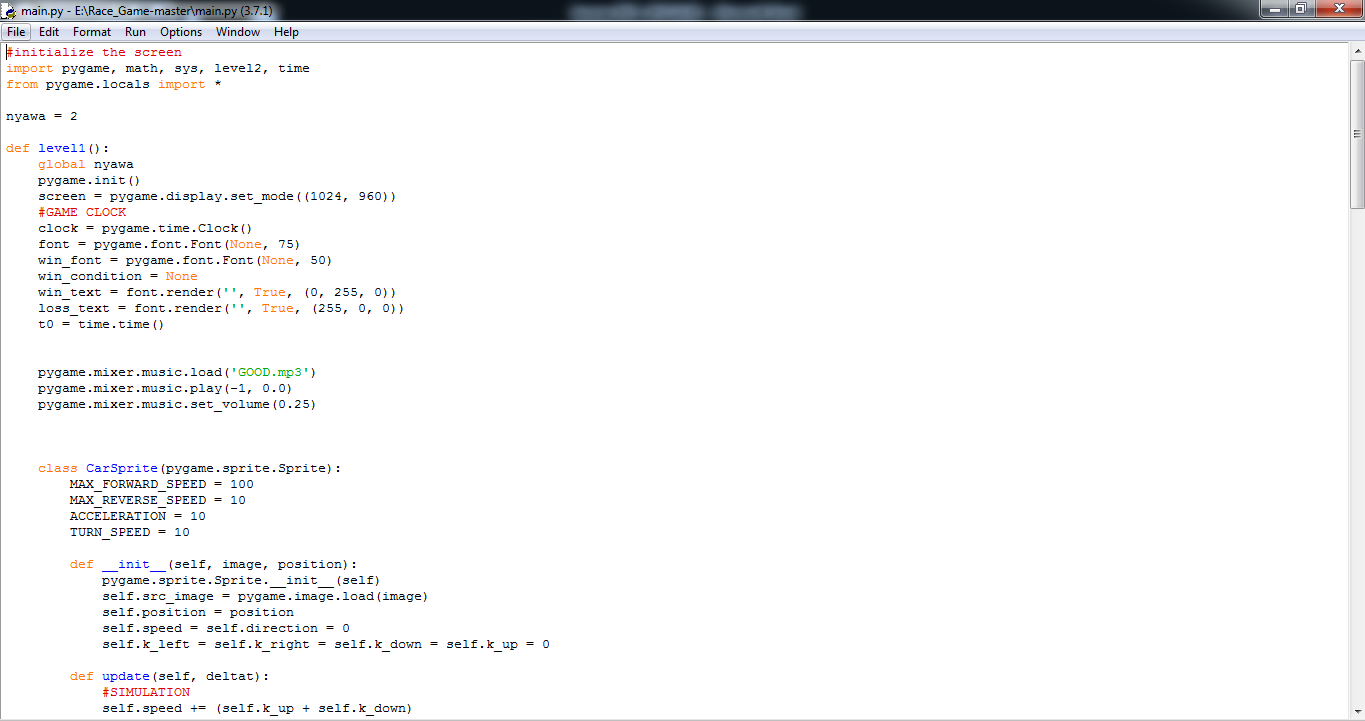 main.py - E:\Race_Game-master\main.py (3.7.1)
File Edit Format Run Options Window Help
#initialize the screen
import pygame, math, sys, level2, time
from pygame.locals import *

nyawa = 2

def level1():
    global nyawa
    pygame.init()
    screen = pygame.display.set_mode((1024, 960))
    #GAME CLOCK
    clock = pygame.time.Clock()
    font = pygame.font.Font(None, 75)
    win_font = pygame.font.Font(None, 50)
    win_condition = None
    win_text = font.render('', True, (0, 255, 0))
    loss_text = font.render('', True, (255, 0, 0))
    t0 = time.time()


    pygame.mixer.music.load('GOOD.mp3')
    pygame.mixer.music.play(-1, 0.0)
    pygame.mixer.music.set_volume(0.25)



    class CarSprite(pygame.sprite.Sprite):
        MAX_FORWARD_SPEED = 100
        MAX_REVERSE_SPEED = 10
        ACCELERATION = 10
        TURN_SPEED = 10

        def __init__(self, image, position):
            pygame.sprite.Sprite.__init__(self)
            self.src_image = pygame.image.load(image)
            self.position = position
            self.speed = self.direction = 0
            self.k_left = self.k_right = self.k_down = self.k_up = 0

        def update(self, deltat):
            #SIMULATION
            self.speed += (self.k_up + self.k_down)